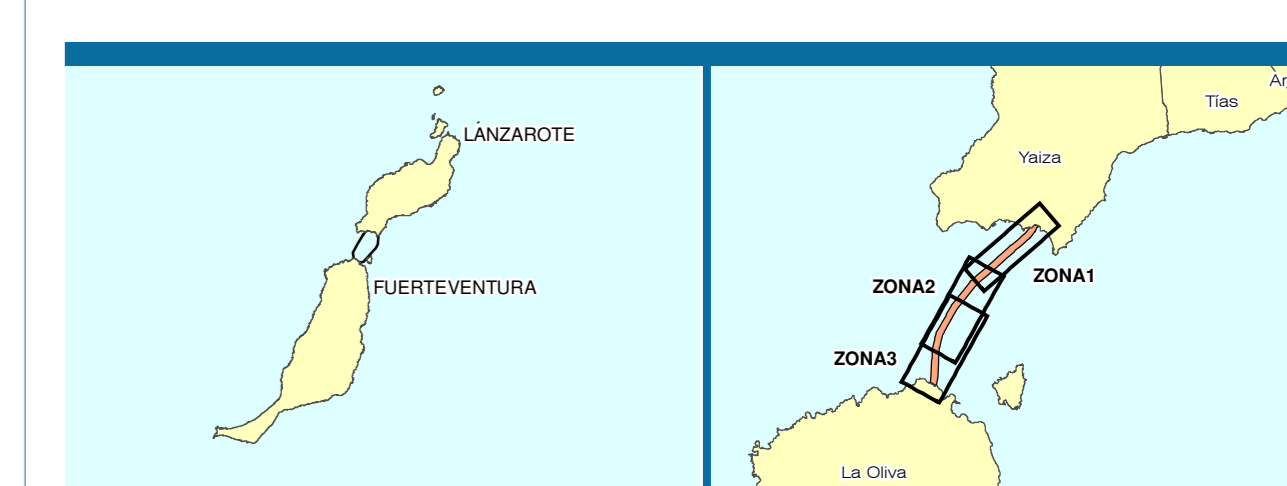 LANZAROTE
FUERTEVENTURA
Tías
Yaiza
ZONA1
ZONA2
ZONA3
La Oliva